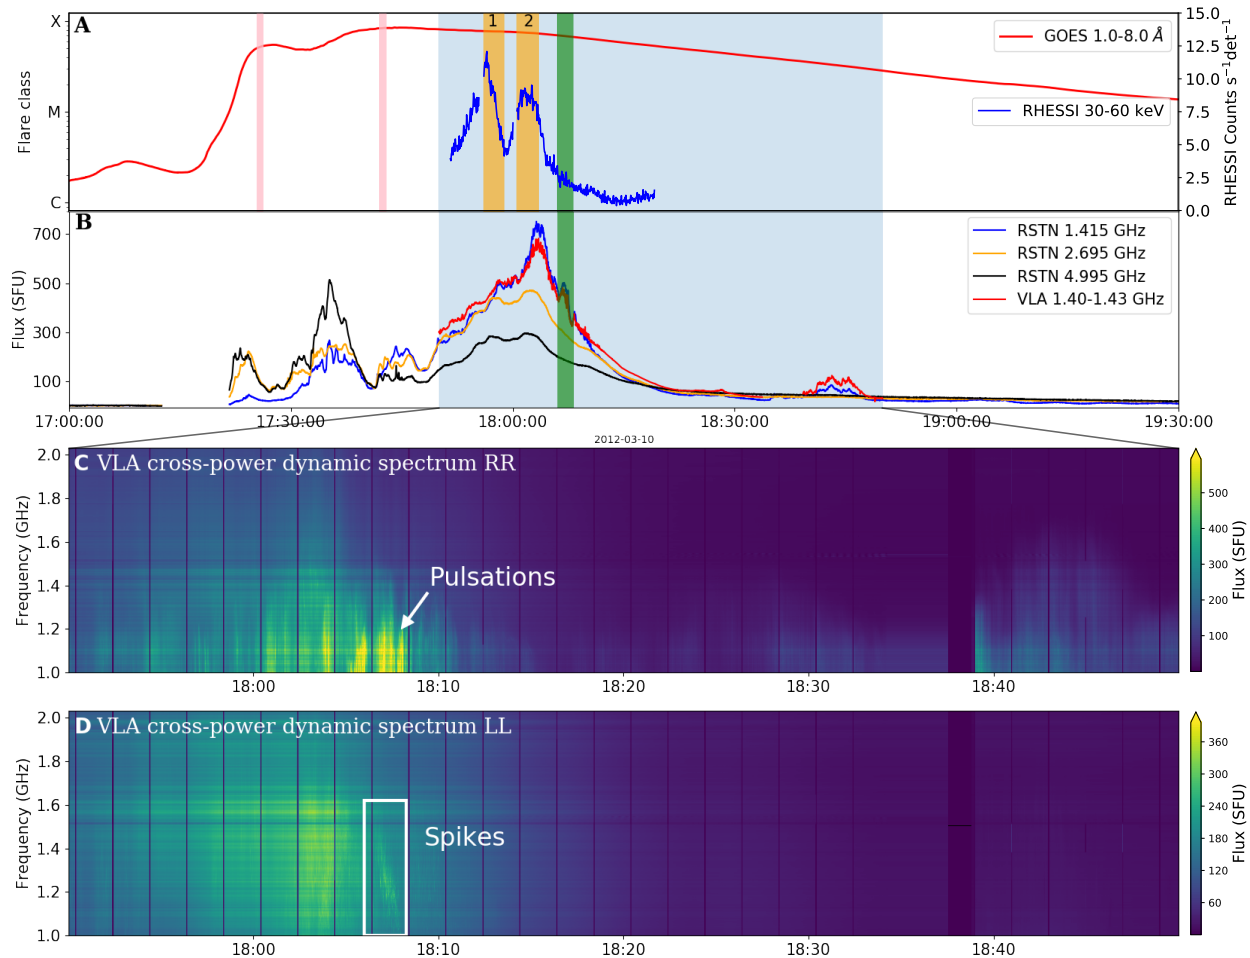 A
1 2
X
M
C
Flare class
15.0
12.5
10.0
7.5
5.0
2.5
0.0
RHESSI Counts s⁻¹det⁻¹
GOES 1.0-8.0 Å
RHESSI 30-60 keV
B
700
500
300
100
Flux (SFU)
RSTN 1.415 GHz
RSTN 2.695 GHz
RSTN 4.995 GHz
VLA 1.40-1.43 GHz
17:00:00 17:30:00 18:00:00 18:30:00 19:00:00 19:30:00
2012-03-10
C VLA cross-power dynamic spectrum RR
2.0
1.8
1.6
1.4
1.2
1.0
Frequency (GHz)
Pulsations
500
400
300
200
100
Flux (SFU)
18:00 18:10 18:20 18:30 18:40
D VLA cross-power dynamic spectrum LL
2.0
1.8
1.6
1.4
1.2
1.0
Frequency (GHz)
Spikes
360
300
240
180
120
60
Flux (SFU)
18:00 18:10 18:20 18:30 18:40